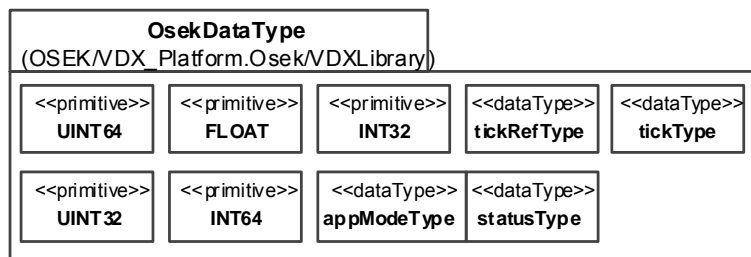 OsekDataType
(OSEK/VDX_Platform.Osek/VDXLibrary)
<<primitive>> <<primitive>> <<primitive>> <<dataType>> <<dataType>>
UINT64 FLOAT INT32 tickRefType tickType
<<primitive>> <<primitive>> <<dataType>> <<dataType>>
UINT32 INT64 appModeType statusType